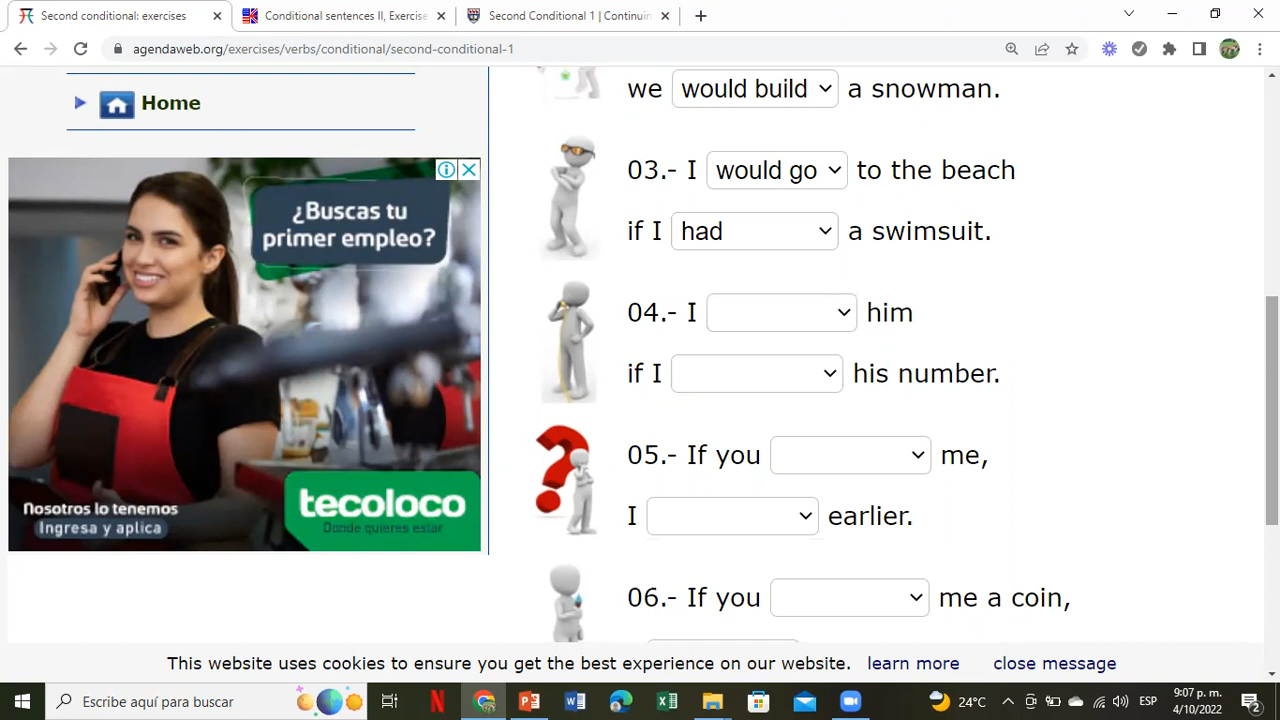 Second conditional: exercises
Conditional sentences II, Exercise
Second Conditional 1 | Continuin
agendaweb.org/exercises/verbs/conditional/second-conditional-1
Home
¿Buscas tu
primer empleo?
Nosotros lo tenemos
Ingresa y aplica
tecoloco
Donde quieres estar
we would build a snowman.
03.- I would go to the beach
if I had a swimsuit.
04.- I him
if I his number.
05.- If you me,
I earlier.
06.- If you me a coin,
This website uses cookies to ensure you get the best experience on our website. learn more close message
Escribe aquí para buscar
24°C
ESP
9:07 p. m.
4/10/2022
2